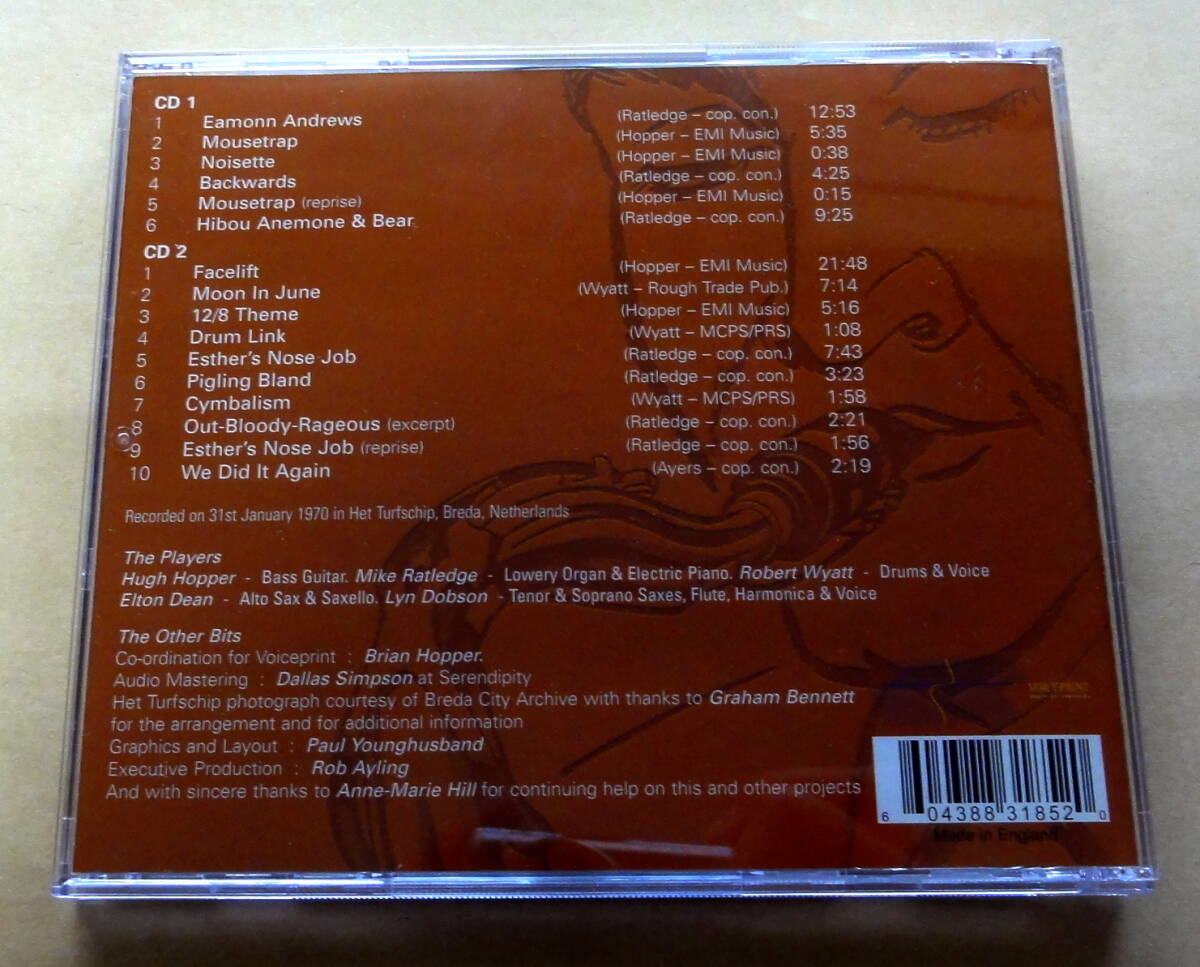 CD 1
1 Eamonn Andrews (Ratledge – cop. con.) 12:53
2 Mousetrap (Hopper – EMI Music) 5:35
3 Noisette (Hopper – EMI Music) 0:38
4 Backwards (Ratledge – cop. con.) 4:25
5 Mousetrap (reprise) (Hopper – EMI Music) 0:15
6 Hibou Anemone & Bear (Ratledge – cop. con.) 9:25
CD 2
1 Facelift (Hopper – EMI Music) 21:48
2 Moon In June (Wyatt – Rough Trade Pub.) 7:14
3 12/8 Theme (Hopper – EMI Music) 5:16
4 Drum Link (Wyatt – MCPS/PRS) 1:08
5 Esther's Nose Job (Ratledge – cop. con.) 7:43
6 Pigling Bland (Ratledge – cop. con.) 3:23
7 Cymbalism (Wyatt – MCPS/PRS) 1:58
8 Out-Bloody-Rageous (excerpt) (Ratledge – cop. con.) 2:21
9 Esther's Nose Job (reprise) (Ratledge – cop. con.) 1:56
10 We Did It Again (Ayers – cop. con.) 2:19
Recorded on 31st January 1970 in Het Turfschip, Breda, Netherlands
The Players
Hugh Hopper - Bass Guitar. Mike Ratledge - Lowery Organ & Electric Piano. Robert Wyatt - Drums & Voice
Elton Dean - Alto Sax & Saxello. Lyn Dobson - Tenor & Soprano Saxes, Flute, Harmonica & Voice
The Other Bits
Co-ordination for Voiceprint : Brian Hopper.
Audio Mastering : Dallas Simpson at Serendipity
Het Turfschip photograph courtesy of Breda City Archive with thanks to Graham Bennett
for the arrangement and for additional information
Graphics and Layout : Paul Younghusband
Executive Production : Rob Ayling
And with sincere thanks to Anne-Marie Hill for continuing help on this and other projects
VOICEPRINT
6 04388 31852 0
Made in England